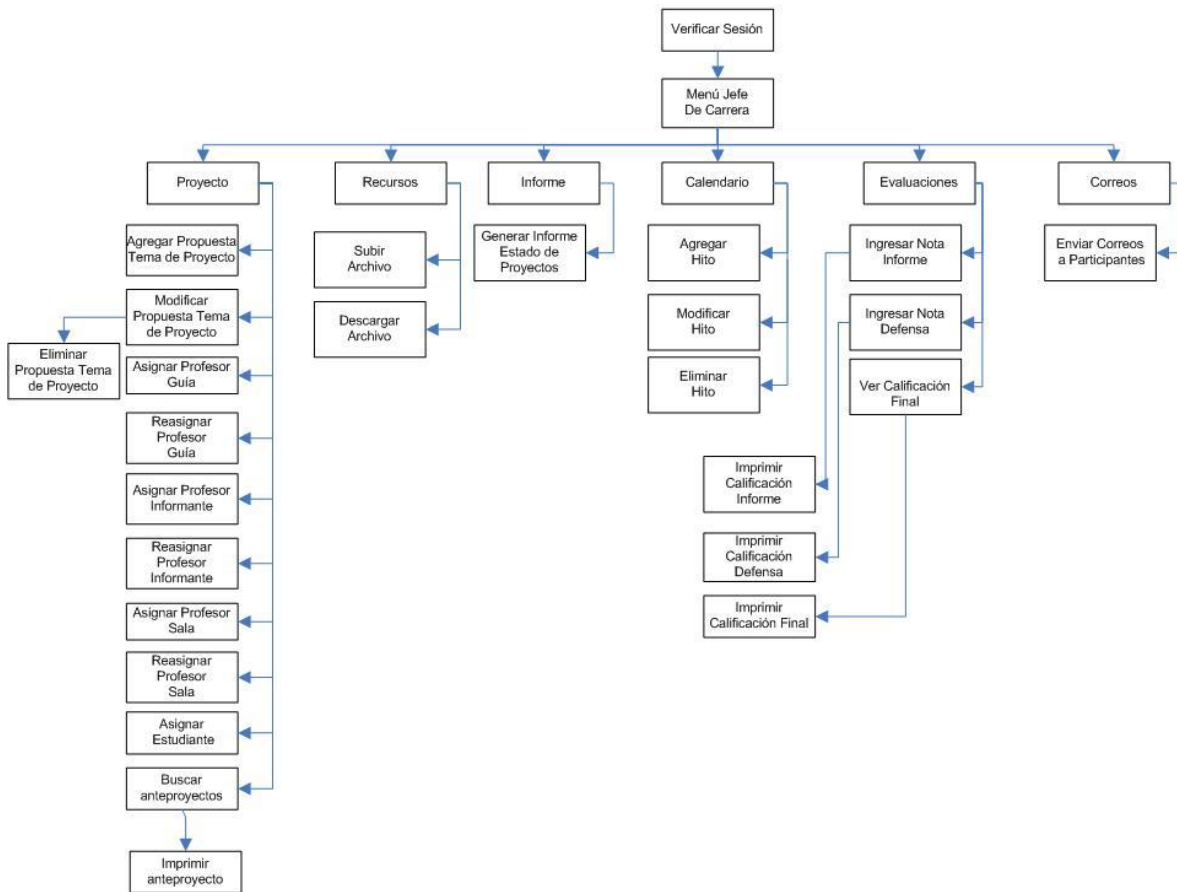 Verificar Sesión
Menú Jefe
De Carrera
Proyecto
Recursos
Informe
Calendario
Evaluaciones
Correos
Agregar Propuesta
Tema de Proyecto
Modificar
Propuesta Tema
de Proyecto
Eliminar
Propuesta Tema
de Proyecto
Asignar Profesor
Guía
Reasignar
Profesor
Guía
Asignar Profesor
Informante
Reasignar
Profesor
Informante
Asignar Profesor
Sala
Reasignar
Profesor
Sala
Asignar
Estudiante
Buscar
anteproyectos
Imprimir
anteproyecto
Subir
Archivo
Descargar
Archivo
Generar Informe
Estado de
Proyectos
Agregar
Hito
Modificar
Hito
Eliminar
Hito
Ingresar Nota
Informe
Ingresar Nota
Defensa
Ver Calificación
Final
Imprimir
Calificación
Informe
Imprimir
Calificación
Defensa
Imprimir
Calificación Final
Enviar Correos
a Participantes